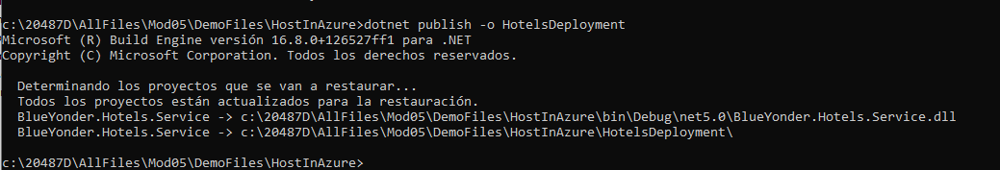 c:\20487D\AllFiles\Mod05\DemoFiles\HostInAzure>dotnet publish -o HotelsDeployment
Microsoft (R) Build Engine versión 16.8.0+126527ff1 para .NET
Copyright (C) Microsoft Corporation. Todos los derechos reservados.
Determinando los proyectos que se van a restaurar...
Todos los proyectos están actualizados para la restauración.
BlueYonder.Hotels.Service -> c:\20487D\AllFiles\Mod05\DemoFiles\HostInAzure\bin\Debug\net5.0\BlueYonder.Hotels.Service.dll
BlueYonder.Hotels.Service -> c:\20487D\AllFiles\Mod05\DemoFiles\HostInAzure\HotelsDeployment\
c:\20487D\AllFiles\Mod05\DemoFiles\HostInAzure>